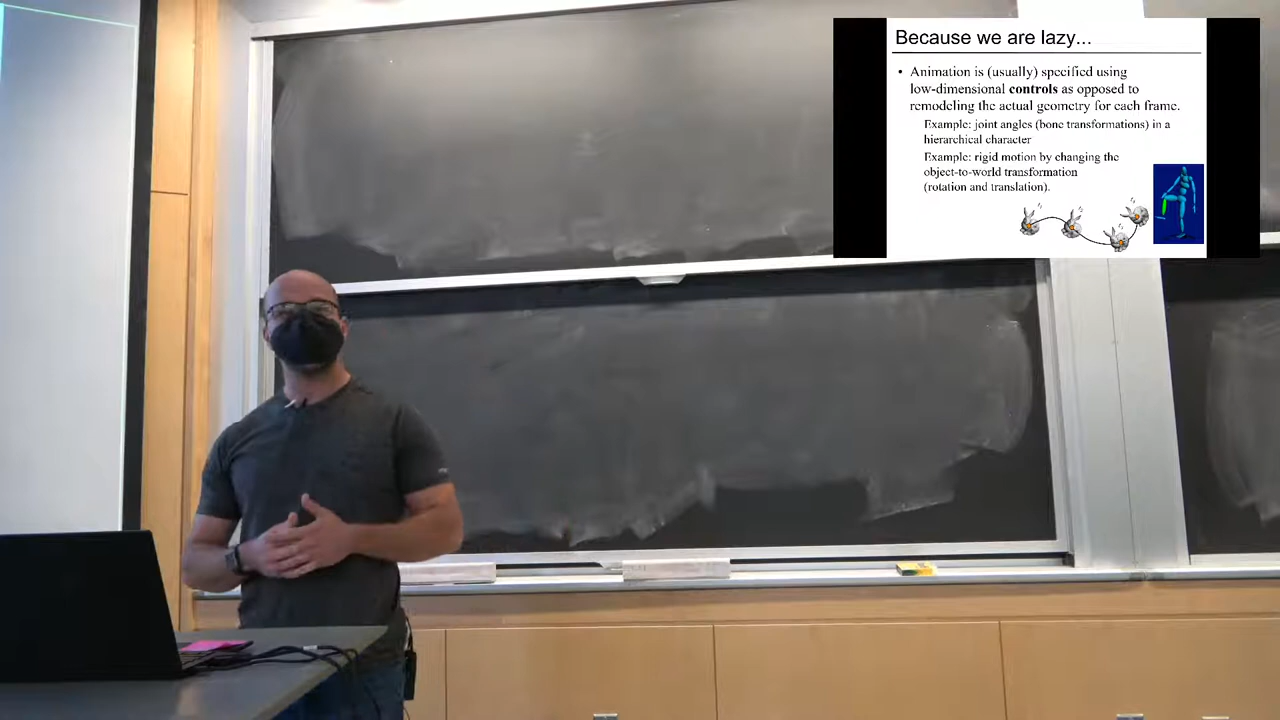 Because we are lazy...
• Animation is (usually) specified using
low-dimensional controls as opposed to
remodeling the actual geometry for each frame.
Example: joint angles (bone transformations) in a
hierarchical character
Example: rigid motion by changing the
object-to-world transformation
(rotation and translation).